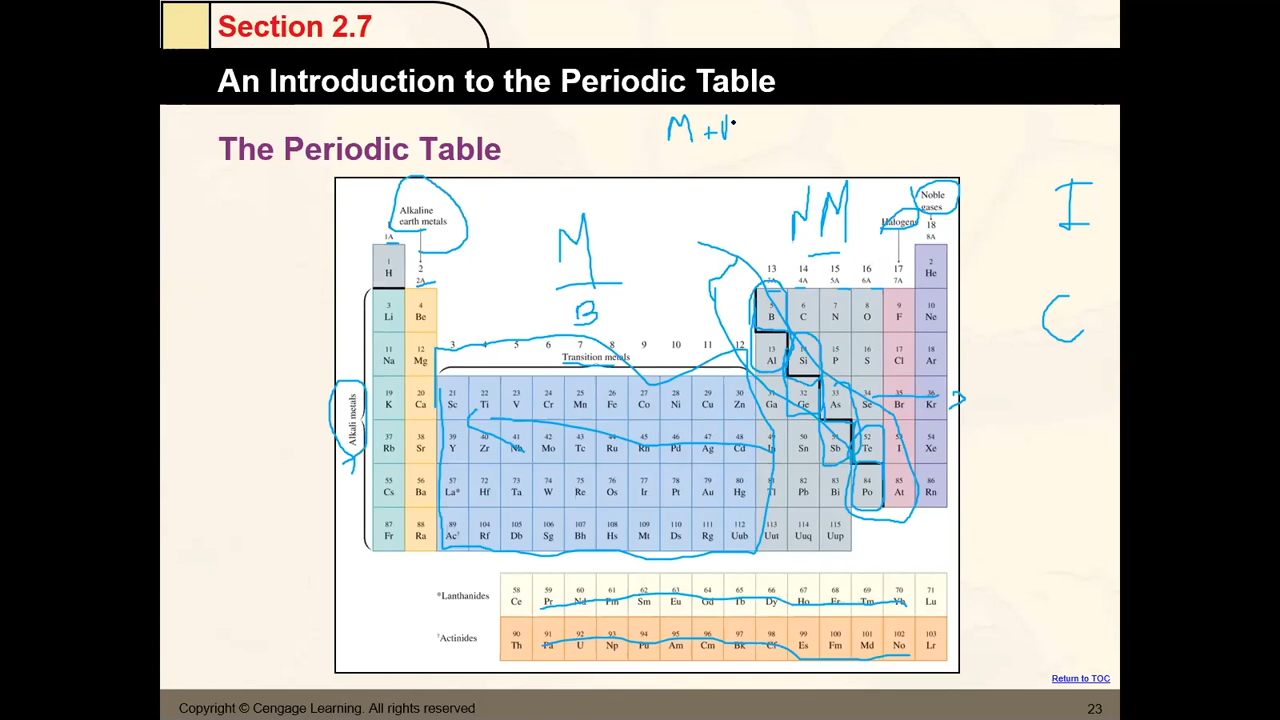 Section 2.7
An Introduction to the Periodic Table
The Periodic Table
M +
I
C
M
B
NM
Alkaline
earth metals
Noble
gases
Halogens
1A
2
2A
13 14 15 16 17 18
3A 4A 5A 6A 7A 8A
1 2
H He
3 4 5 6 7 8 9 10
Li Be B C N O F Ne
3 4 5 6 7 8 9 10 11 12
Transition metals
11 12 13 14 15 16 17 18
Na Mg Al Si P S Cl Ar
Alkali metals
19 20 21 22 23 24 25 26 27 28 29 30 31 32 33 34 35 36
K Ca Sc Ti V Cr Mn Fe Co Ni Cu Zn Ga Ge As Se Br Kr
37 38 39 40 41 42 43 44 45 46 47 48 49 50 51 52 53 54
Rb Sr Y Zr Nb Mo Tc Ru Rh Pd Ag Cd In Sn Sb Te I Xe
55 56 57 72 73 74 75 76 77 78 79 80 81 82 83 84 85 86
Cs Ba La* Hf Ta W Re Os Ir Pt Au Hg Tl Pb Bi Po At Rn
87 88 89 104 105 106 107 108 109 110 111 112 113 114 115
Fr Ra Ac† Rf Db Sg Bh Hs Mt Ds Rg Uub Uut Uuq Uup
*Lanthanides
58 59 60 61 62 63 64 65 66 67 68 69 70 71
Ce Pr Nd Pm Sm Eu Gd Tb Dy Ho Er Tm Yb Lu
†Actinides
90 91 92 93 94 95 96 97 98 99 100 101 102 103
Th Pa U Np Pu Am Cm Bk Cf Es Fm Md No Lr
Return to TOC
Copyright © Cengage Learning. All rights reserved
23